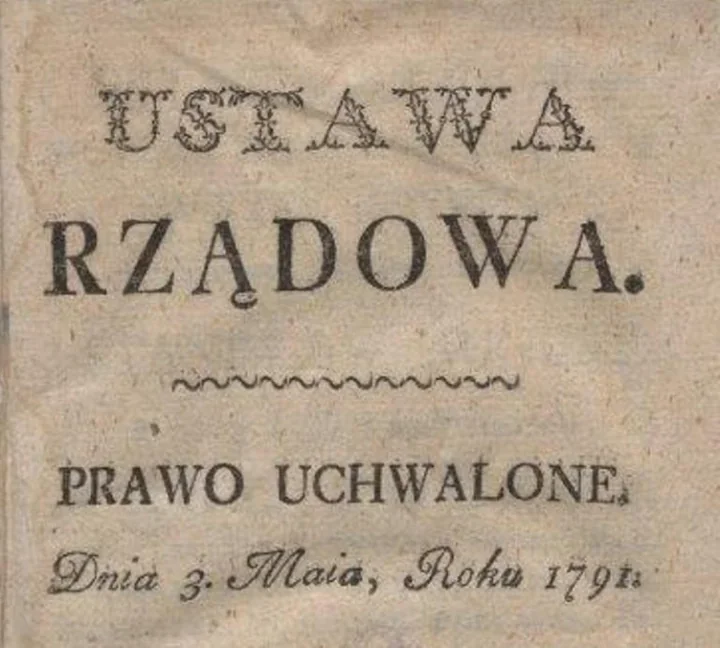 USTAWA
RZĄDOWA.
PRAWO UCHWALONE.
Dnia 3. Maia, Roku 1791: